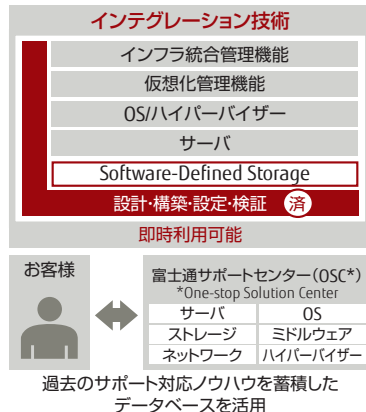 インテグレーション技術
インフラ統合管理機能
仮想化管理機能
OS/ハイパーバイザー
サーバ
Software-Defined Storage
設計・構築・設定・検証 済
即時利用可能
お客様
富士通サポートセンター（OSC*）
*One-stop Solution Center
サーバ OS
ストレージ ミドルウェア
ネットワーク ハイパーバイザー
過去のサポート対応ノウハウを蓄積した
データベースを活用